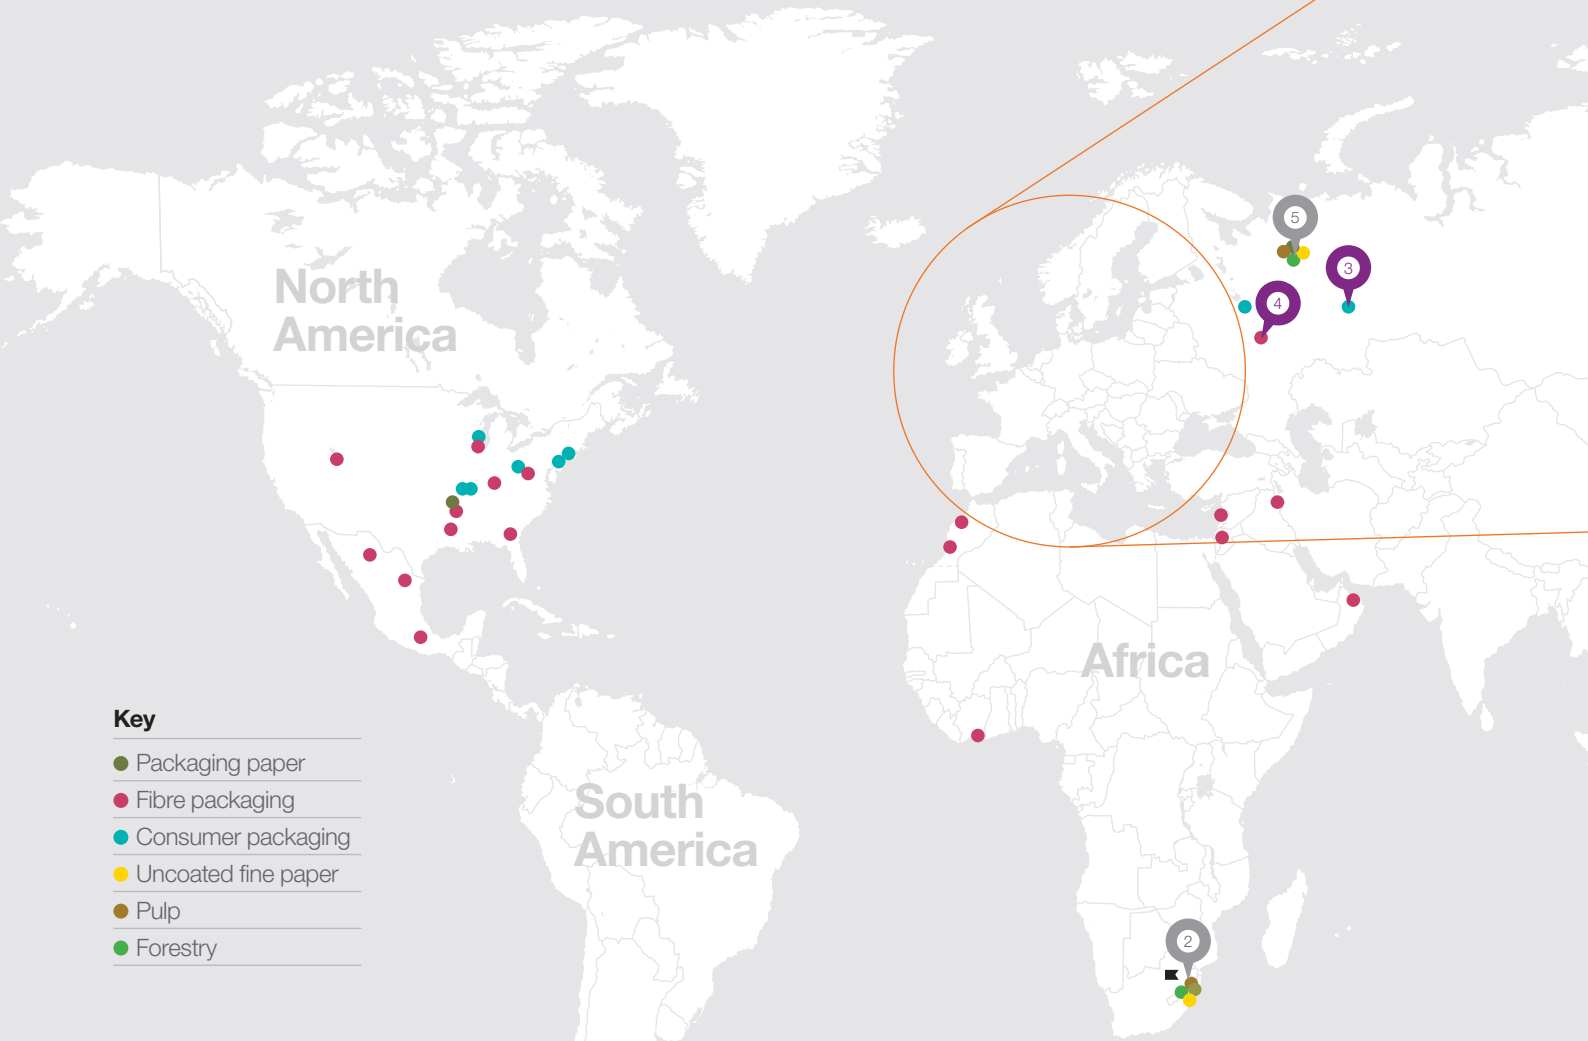 5
3
4
North
America
Africa
Key
Packaging paper
Fibre packaging
Consumer packaging
Uncoated fine paper
Pulp
Forestry
South
America
2